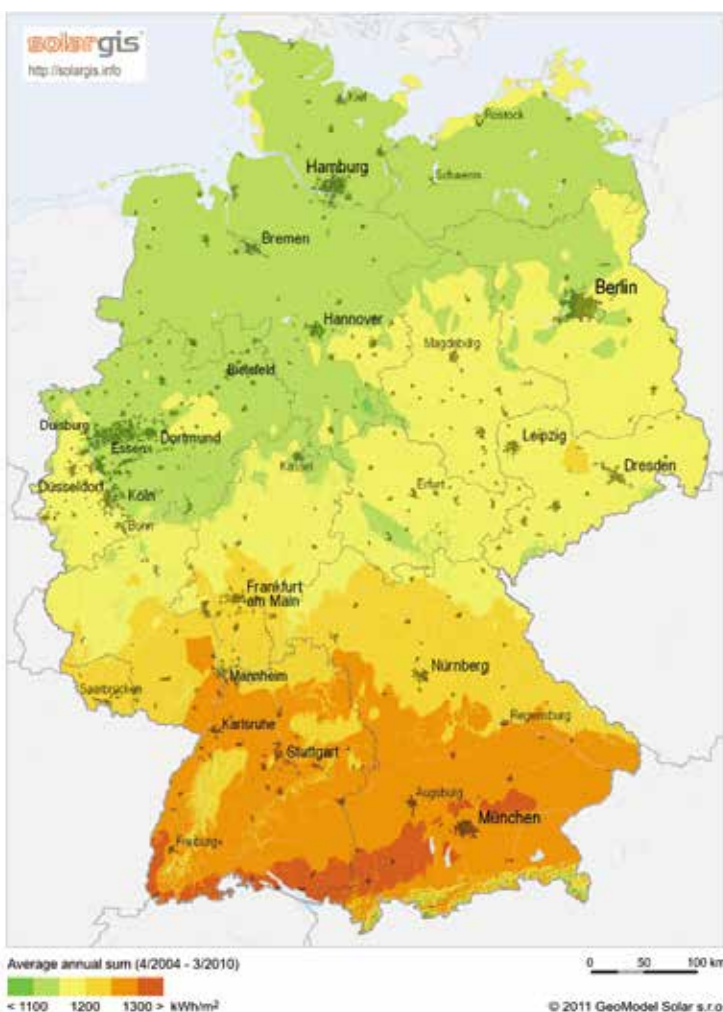 solargis
http://solargis.info
Kiel
Rostock
Hamburg
Schwerin
Bremen
Berlin
Hannover
Magdeburg
Bielefeld
Duisburg
Essen
Dortmund
Leipzig
Kassel
Düsseldorf
Dresden
Köln
Erfurt
Bonn
Frankfurt
am Main
Nürnberg
Mannheim
Saarbrücken
Regensburg
Karlsruhe
Stuttgart
Augsburg
München
Freiburg
Average annual sum (4/2004 - 3/2010)
0 50 100 km
< 1100 1200 1300 > kWh/m²
© 2011 GeoModel Solar s.r.o